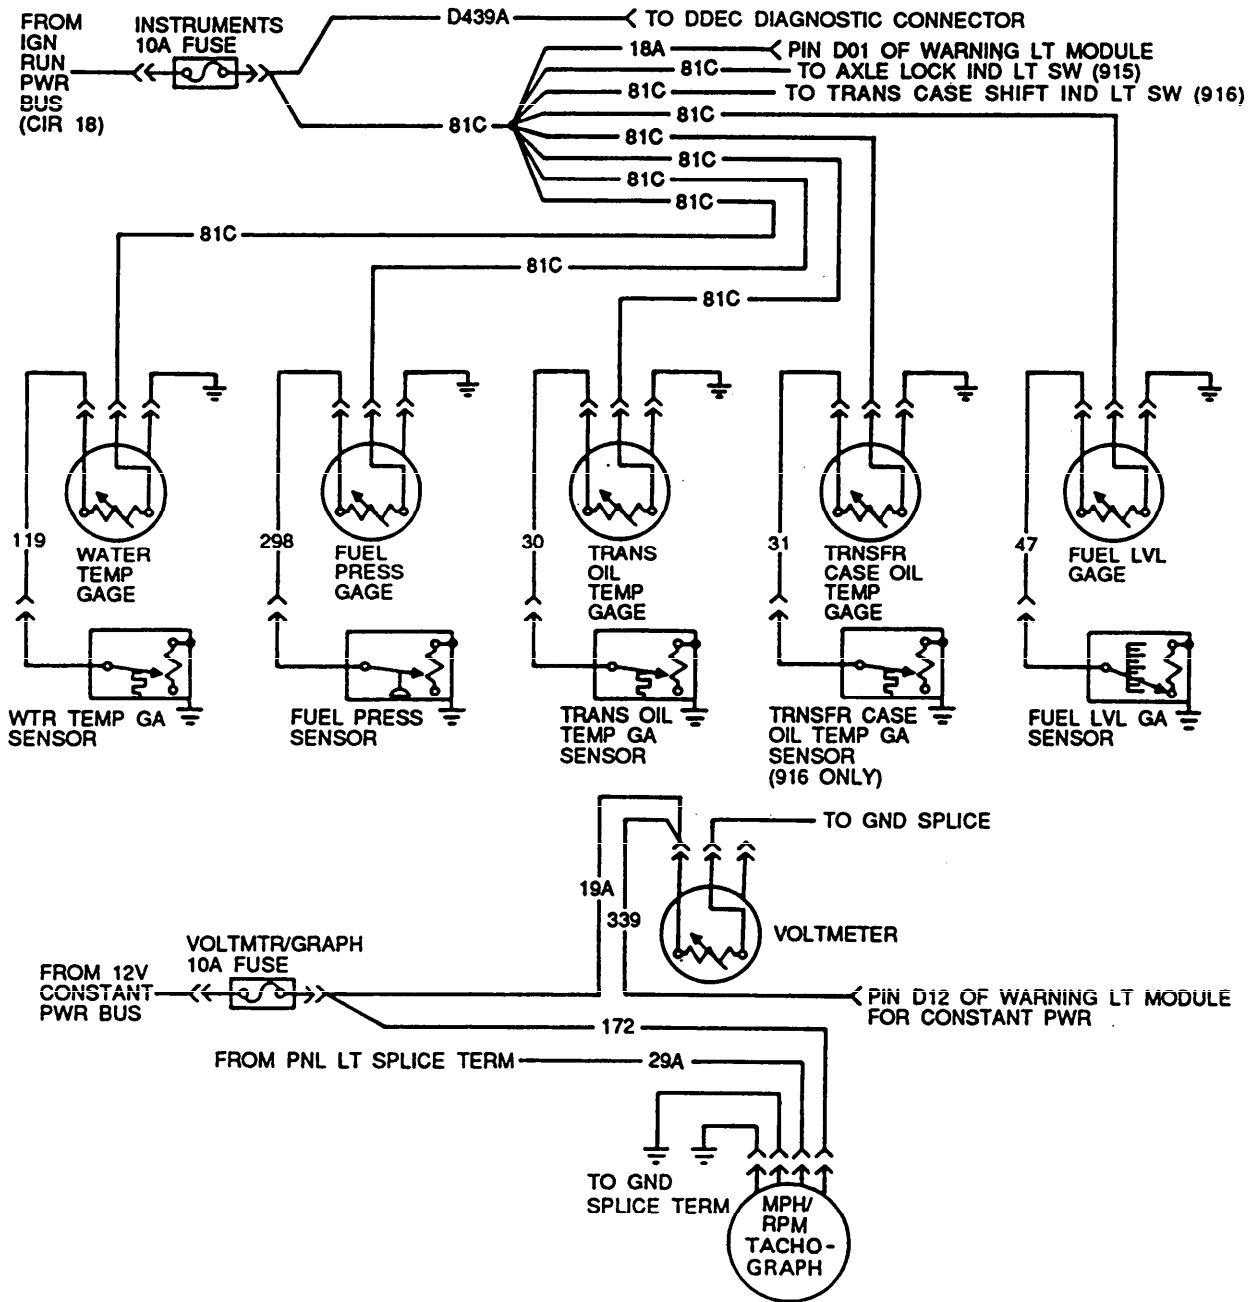 FROM
IGN
RUN
PWR
BUS
(CIR 18)
INSTRUMENTS
10A FUSE
D439A
TO DDEC DIAGNOSTIC CONNECTOR
18A
PIN D01 OF WARNING LT MODULE
81C
TO AXLE LOCK IND LT SW (915)
81C
TO TRANS CASE SHIFT IND LT SW (916)
81C
81C
81C
81C
81C
81C
81C
81C
81C
119
WATER
TEMP
GAGE
298
FUEL
PRESS
GAGE
30
TRANS
OIL
TEMP
GAGE
31
TRNSFR
CASE OIL
TEMP
GAGE
47
FUEL LVL
GAGE
WTR TEMP GA
SENSOR
FUEL PRESS
SENSOR
TRANS OIL
TEMP GA
SENSOR
TRNSFR CASE
OIL TEMP GA
SENSOR
(916 ONLY)
FUEL LVL GA
SENSOR
TO GND SPLICE
19A
339
VOLTMETER
VOLTMTR/GRAPH
10A FUSE
FROM 12V
CONSTANT
PWR BUS
PIN D12 OF WARNING LT MODULE
FOR CONSTANT PWR
172
FROM PNL LT SPLICE TERM
29A
TO GND
SPLICE TERM
MPH/
RPM
TACHO-
GRAPH